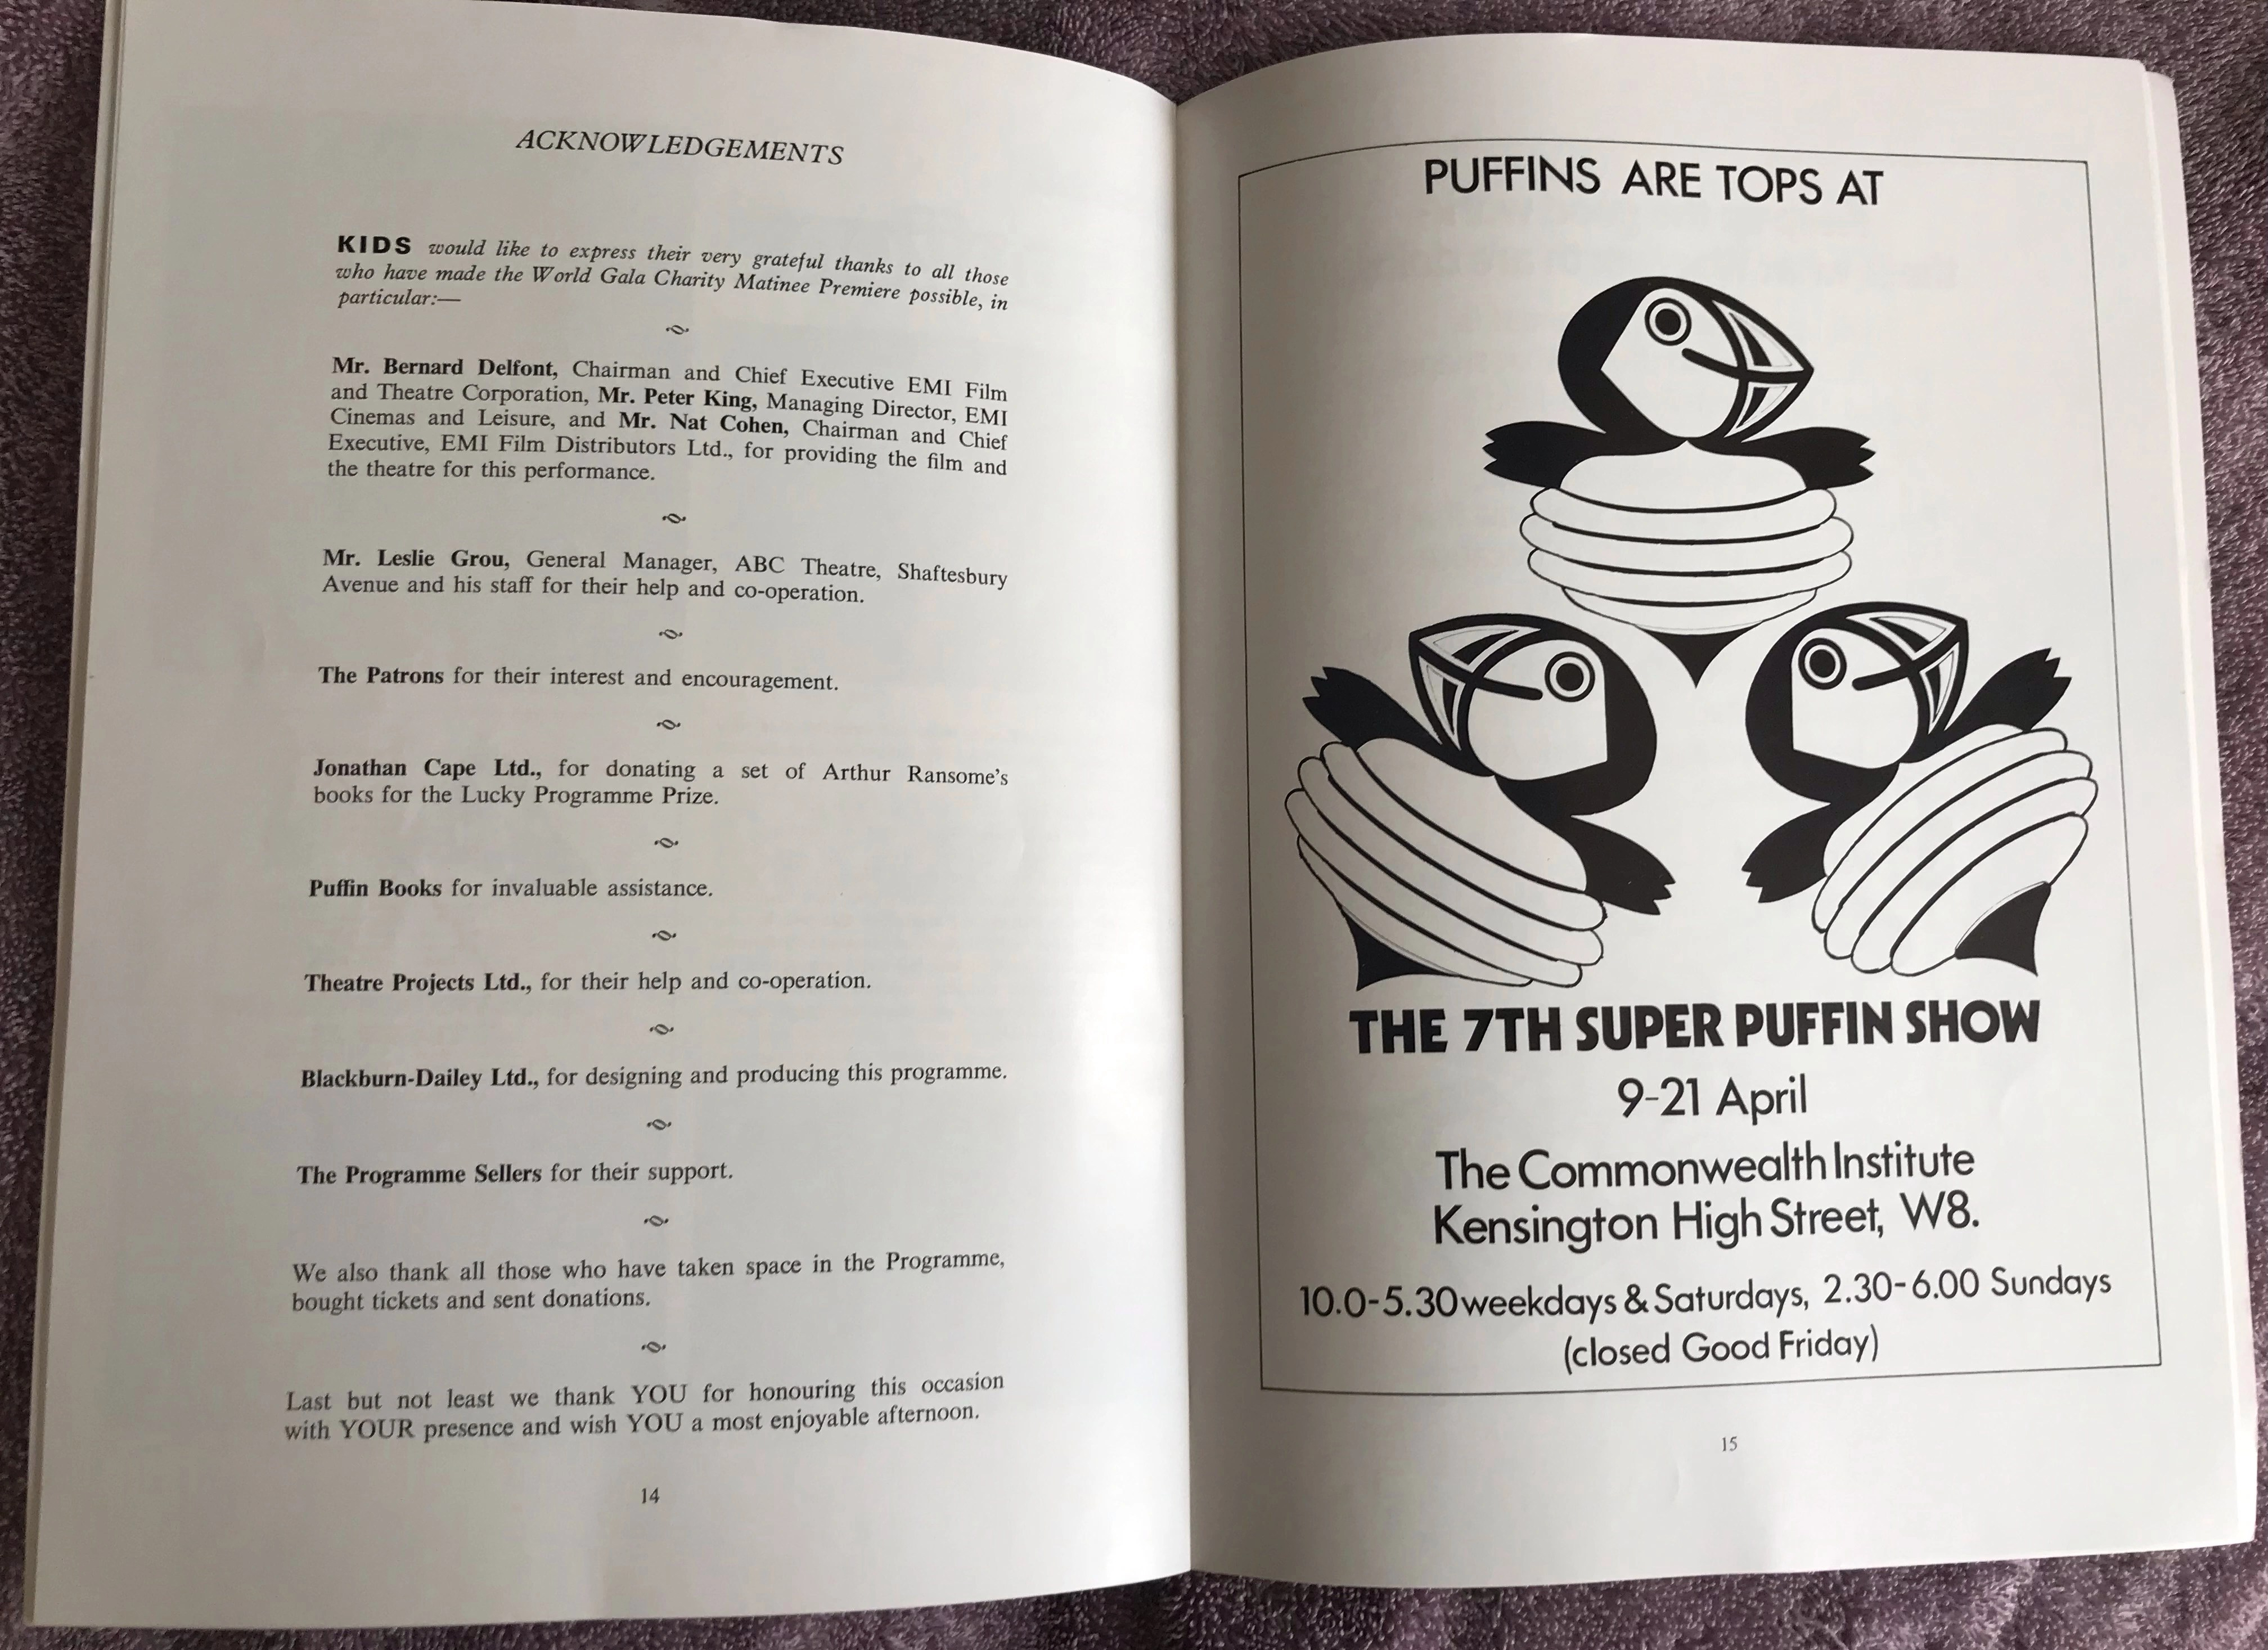 ACKNOWLEDGEMENTS
KIDS would like to express their very grateful thanks to all those
who have made the World Gala Charity Matinee Premiere possible, in
particular:—
Mr. Bernard Delfont, Chairman and Chief Executive EMI Film
and Theatre Corporation, Mr. Peter King, Managing Director, EMI
Cinemas and Leisure, and Mr. Nat Cohen, Chairman and Chief
Executive, EMI Film Distributors Ltd., for providing the film and
the theatre for this performance.
Mr. Leslie Grou, General Manager, ABC Theatre, Shaftesbury
Avenue and his staff for their help and co-operation.
The Patrons for their interest and encouragement.
Jonathan Cape Ltd., for donating a set of Arthur Ransome's
books for the Lucky Programme Prize.
Puffin Books for invaluable assistance.
Theatre Projects Ltd., for their help and co-operation.
Blackburn-Dailey Ltd., for designing and producing this programme.
The Programme Sellers for their support.
We also thank all those who have taken space in the Programme,
bought tickets and sent donations.
Last but not least we thank YOU for honouring this occasion
with YOUR presence and wish YOU a most enjoyable afternoon.
14
PUFFINS ARE TOPS AT
THE 7TH SUPER PUFFIN SHOW
9-21 April
The Commonwealth Institute
Kensington High Street, W8.
10.0-5.30 weekdays & Saturdays, 2.30-6.00 Sundays
(closed Good Friday)
15